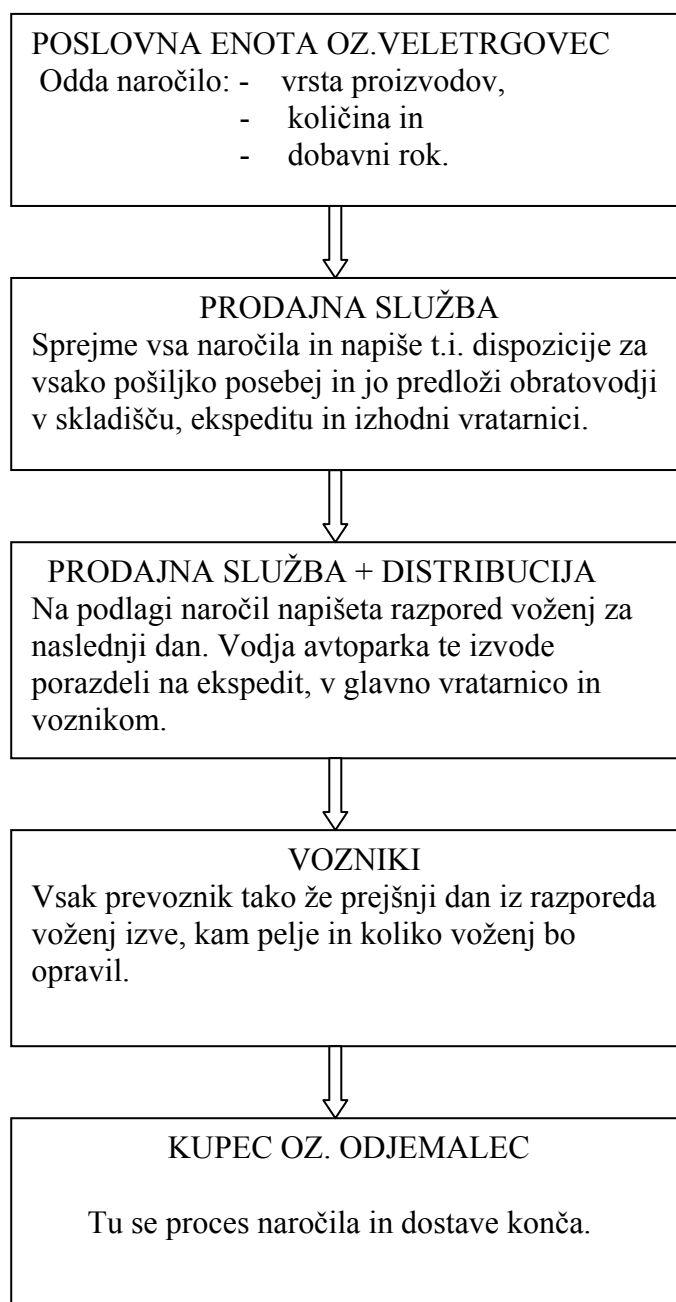 POSLOVNA ENOTA OZ.VELETRGOVEC
Odda naročilo: - vrsta proizvodov,
- količina in
- dobavni rok.
PRODAJNA SLUŽBA
Sprejme vsa naročila in napiše t.i. dispozicije za
vsako pošiljko posebej in jo predloži obratovodji
v skladišču, ekspeditu in izhodni vratarnici.
PRODAJNA SLUŽBA + DISTRIBUCIJA
Na podlagi naročil napišeta razpored voženj za
naslednji dan. Vodja avtoparka te izvode
porazdeli na ekspedit, v glavno vratarnico in
voznikom.
VOZNIKI
Vsak prevoznik tako že prejšnji dan iz razporeda
voženj izve, kam pelje in koliko voženj bo
opravil.
KUPEC OZ. ODJEMALEC
Tu se proces naročila in dostave konča.